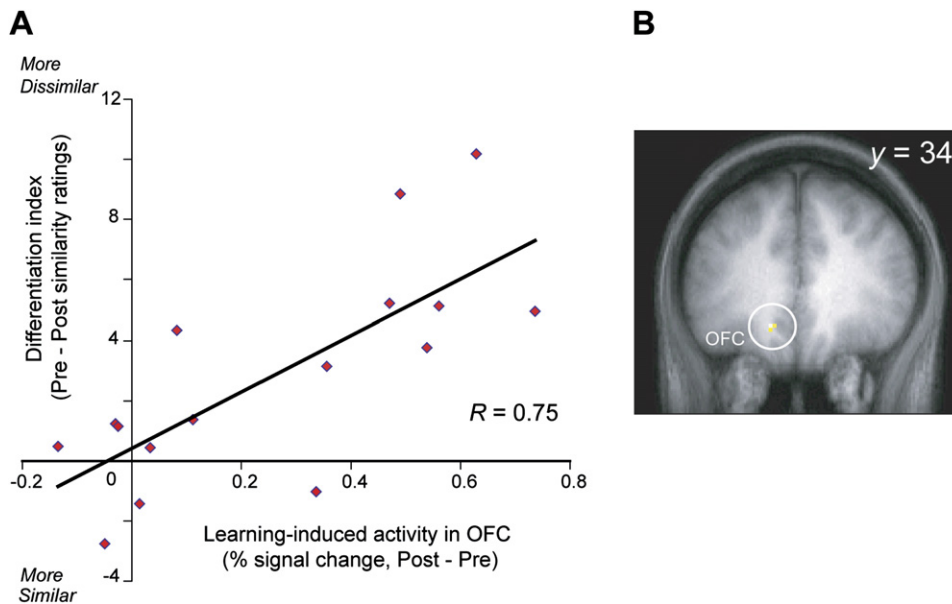 A
More
Dissimilar
12
8
4
-4
Differentiation index
(Pre - Post similarity ratings)
R = 0.75
-0.2
0
0.2
0.4
0.6
0.8
Learning-induced activity in OFC
(% signal change, Post - Pre)
More
Similar
B
y = 34
OFC